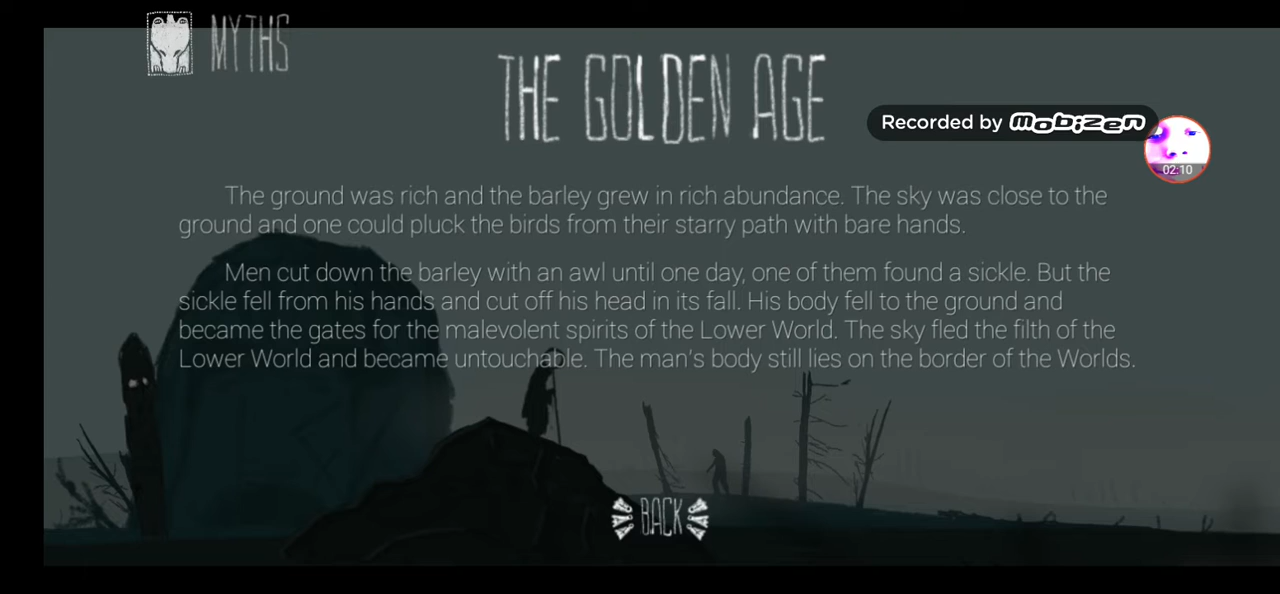 MYTHS
THE GOLDEN AGE
Recorded by mobizen
02:10
The ground was rich and the barley grew in rich abundance. The sky was close to the
ground and one could pluck the birds from their starry path with bare hands.
Men cut down the barley with an awl until one day, one of them found a sickle. But the
sickle fell from his hands and cut off his head in its fall. His body fell to the ground and
became the gates for the malevolent spirits of the Lower World. The sky fled the filth of the
Lower World and became untouchable. The man's body still lies on the border of the Worlds.
BACK